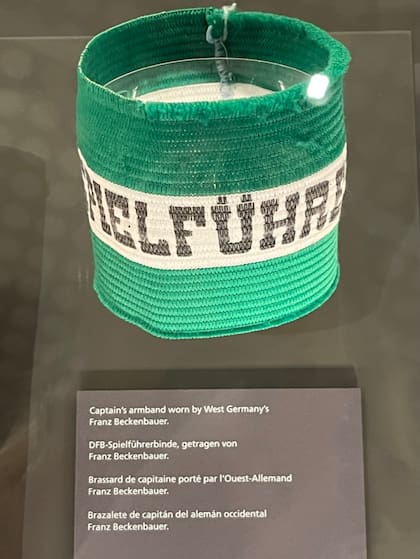 PIELFÜHRE
Captain's armband worn by West Germany's
Franz Beckenbauer.
DFB-Spielführerbinde, getragen von
Franz Beckenbauer.
Brassard de capitaine porté par l'Ouest-Allemand
Franz Beckenbauer.
Brazalete de capitán del alemán occidental
Franz Beckenbauer.